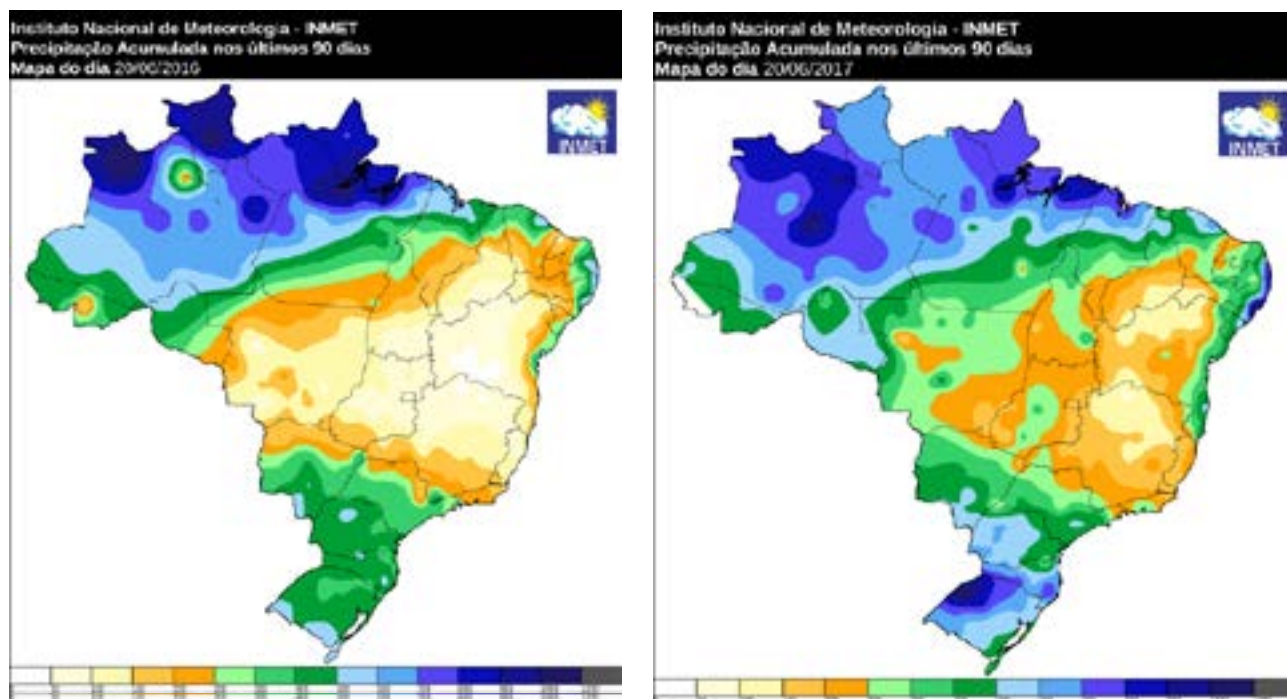 Instituto Nacional de Meteorologia - INMET
Precipitação Acumulada nos últimos 90 dias
Mapa do dia 20/06/2016
INMET
Instituto Nacional de Meteorologia - INMET
Precipitação Acumulada nos últimos 90 dias
Mapa do dia 20/06/2017
INMET